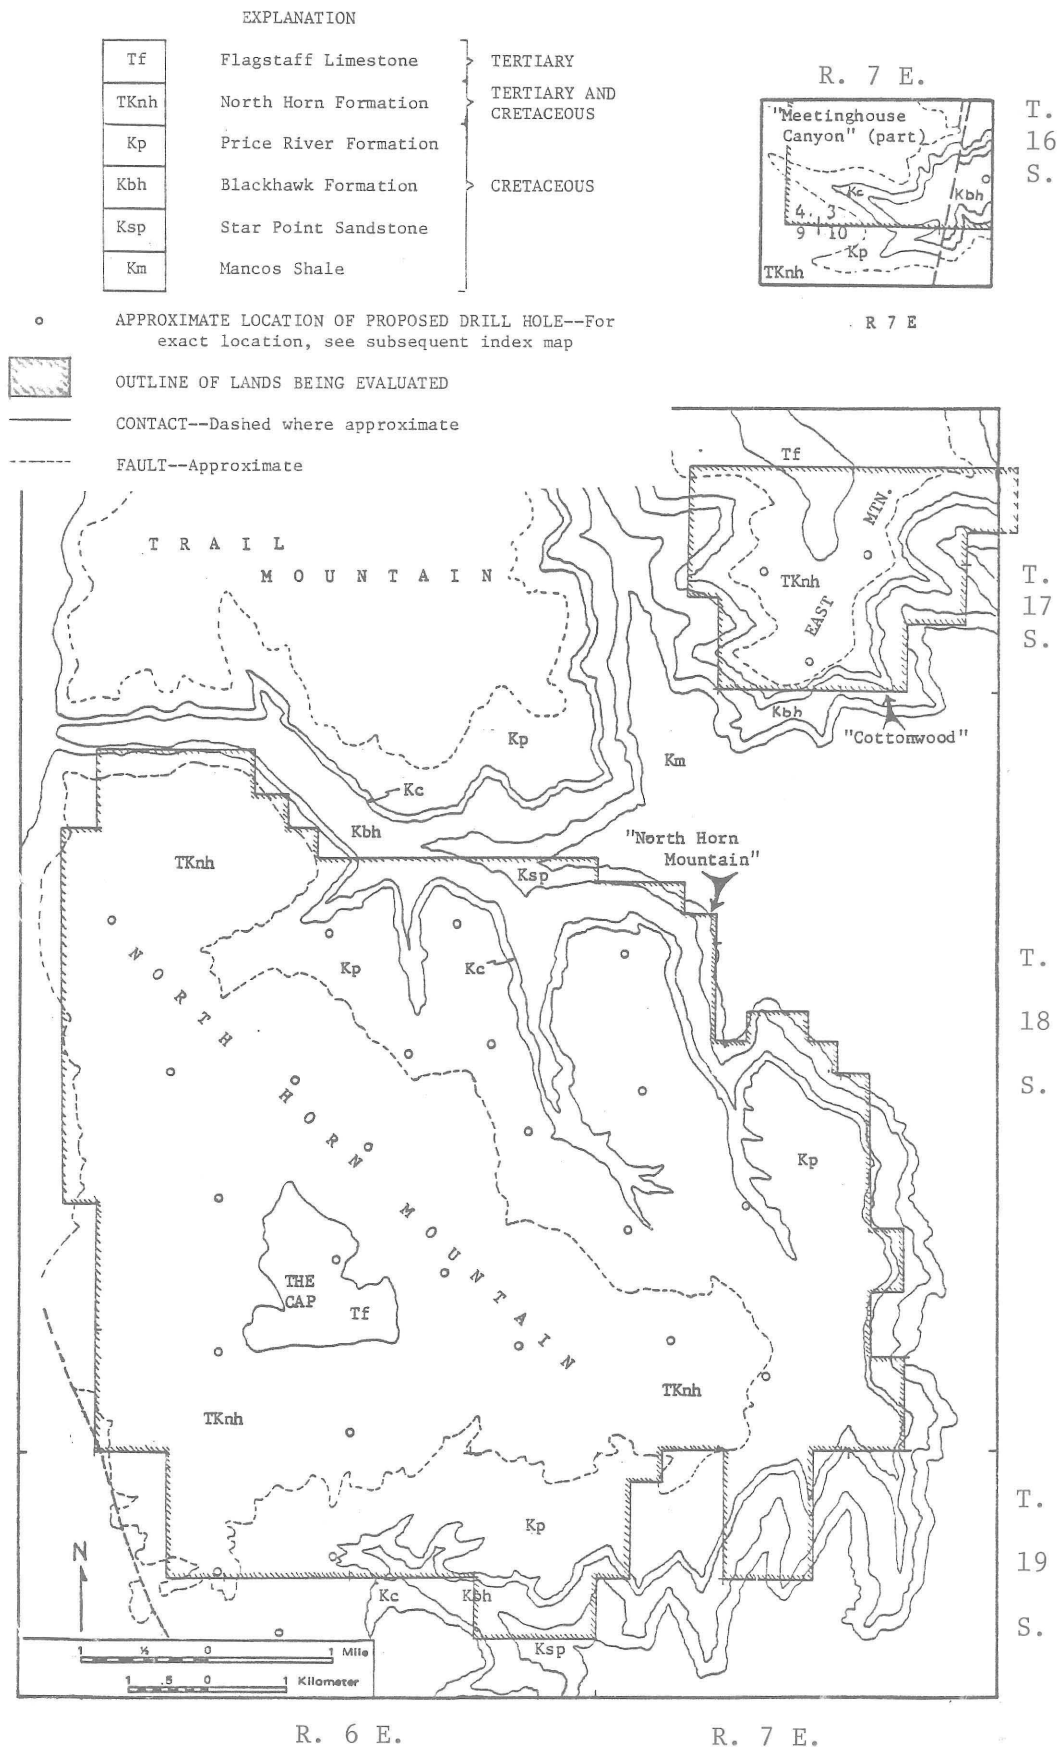 EXPLANATION
Tf Flagstaff Limestone TERTIARY
TKnh North Horn Formation TERTIARY AND CRETACEOUS
Kp Price River Formation
Kbh Blackhawk Formation CRETACEOUS
Ksp Star Point Sandstone
Km Mancos Shale
APPROXIMATE LOCATION OF PROPOSED DRILL HOLE--For
exact location, see subsequent index map
OUTLINE OF LANDS BEING EVALUATED
CONTACT--Dashed where approximate
FAULT--Approximate
R. 7 E.
T.
16
S.
"Meetinghouse
Canyon" (part)
Kc
Kbh
4 3
9 10
Kp
TKnh
R 7 E
Tf
TRAIL
MOUNTAIN
EAST MTN.
TKnh
T.
17
S.
Kbh
"Cottonwood"
Kp
Km
Kc
Kbh
"North Horn
Mountain"
TKnh
Ksp
NORTH HORN MOUNTAIN
Kp
Kc
T.
18
S.
Kp
THE
CAP
Tf
TKnh
TKnh
Kp
T.
19
S.
N
Kc
Kbh
Ksp
1 ½ 0 1 Mile
1 .5 0 1 Kilometer
R. 6 E.
R. 7 E.